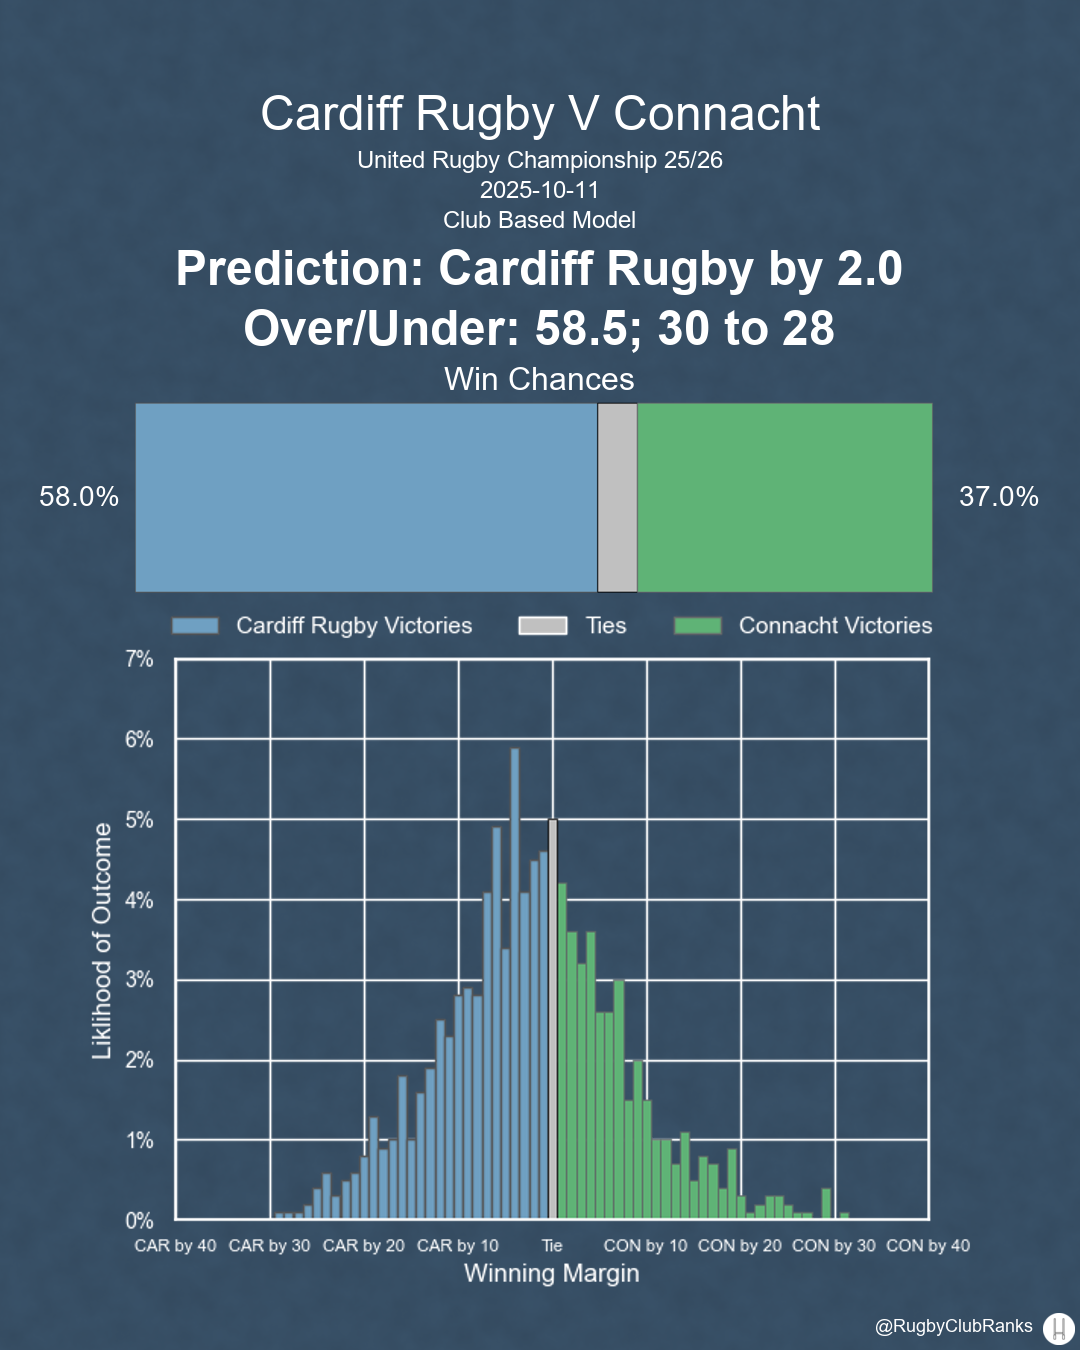 Cardiff Rugby V Connacht
United Rugby Championship 25/26
2025-10-11
Club Based Model
Prediction: Cardiff Rugby by 2.0
Over/Under: 58.5; 30 to 28
Win Chances
58.0%
37.0%
Cardiff Rugby Victories Ties Connacht Victories
7%
6%
5%
4%
3%
2%
1%
0%
Liklihood of Outcome
CAR by 40 CAR by 30 CAR by 20 CAR by 10 Tie CON by 10 CON by 20 CON by 30 CON by 40
Winning Margin
@RugbyClubRanks